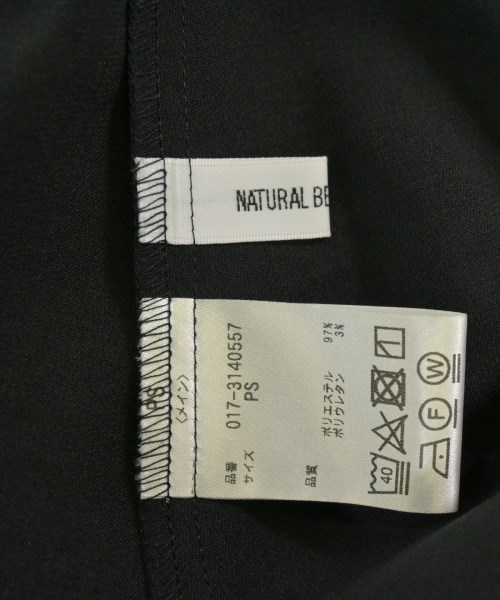 NATURAL BE
PS
〈メイン〉
品番 017-3140557
サイズ PS
品質 ポリエステル 97%
ポリウレタン 3%
40
F W